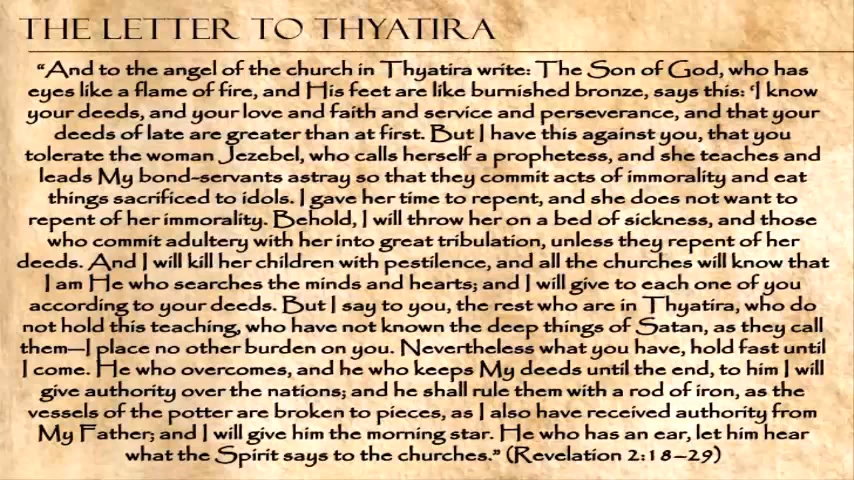 THE LETTER TO THYATIRA
“And to the angel of the church in Thyatira write: The Son of God, who has
eyes like a flame of fire, and His feet are like burnished bronze, says this: ‘I know
your deeds, and your love and faith and service and perseverance, and that your
deeds of late are greater than at first. But I have this against you, that you
tolerate the woman Jezebel, who calls herself a prophetess, and she teaches and
leads My bond-servants astray so that they commit acts of immorality and eat
things sacrificed to idols. I gave her time to repent, and she does not want to
repent of her immorality. Behold, I will throw her on a bed of sickness, and those
who commit adultery with her into great tribulation, unless they repent of her
deeds. And I will kill her children with pestilence, and all the churches will know that
I am He who searches the minds and hearts; and I will give to each one of you
according to your deeds. But I say to you, the rest who are in Thyatira, who do
not hold this teaching, who have not known the deep things of Satan, as they call
them—I place no other burden on you. Nevertheless what you have, hold fast until
I come. He who overcomes, and he who keeps My deeds until the end, to him I will
give authority over the nations; and he shall rule them with a rod of iron, as the
vessels of the potter are broken to pieces, as I also have received authority from
My Father; and I will give him the morning star. He who has an ear, let him hear
what the Spirit says to the churches.” (Revelation 2:18–29)